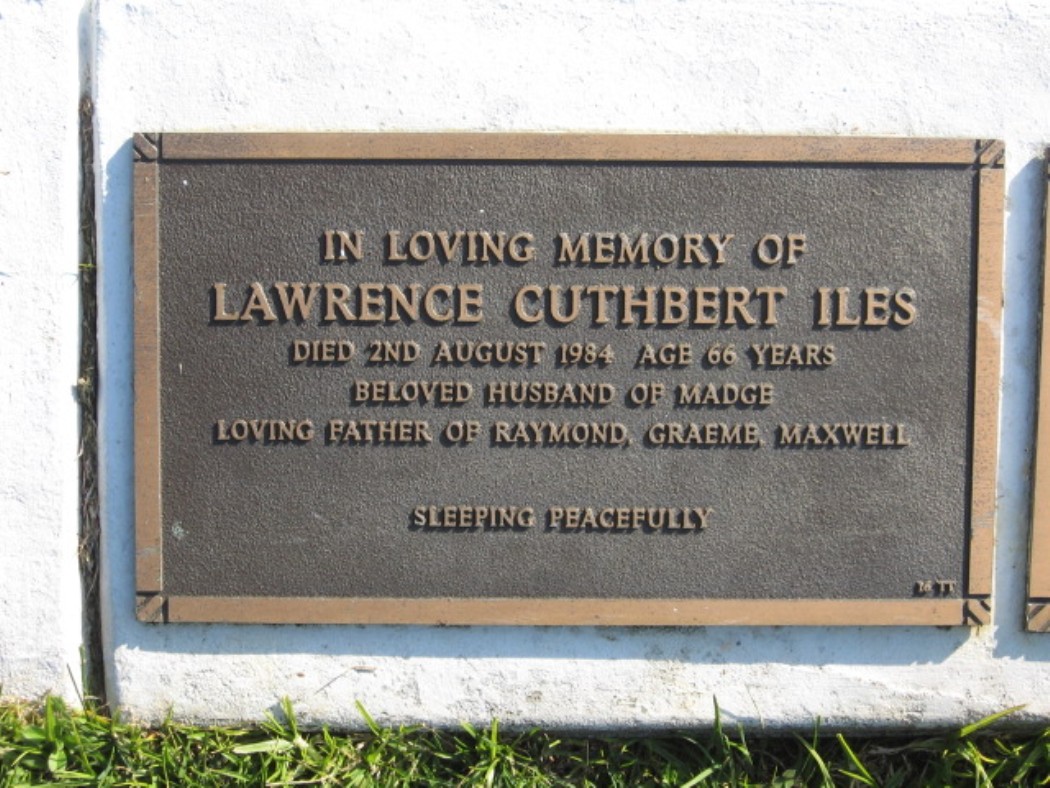 IN LOVING MEMORY OF
LAWRENCE CUTHBERT ILES
DIED 2ND AUGUST 1984 AGE 66 YEARS
BELOVED HUSBAND OF MADGE
LOVING FATHER OF RAYMOND, GRAEME, MAXWELL
SLEEPING PEACEFULLY